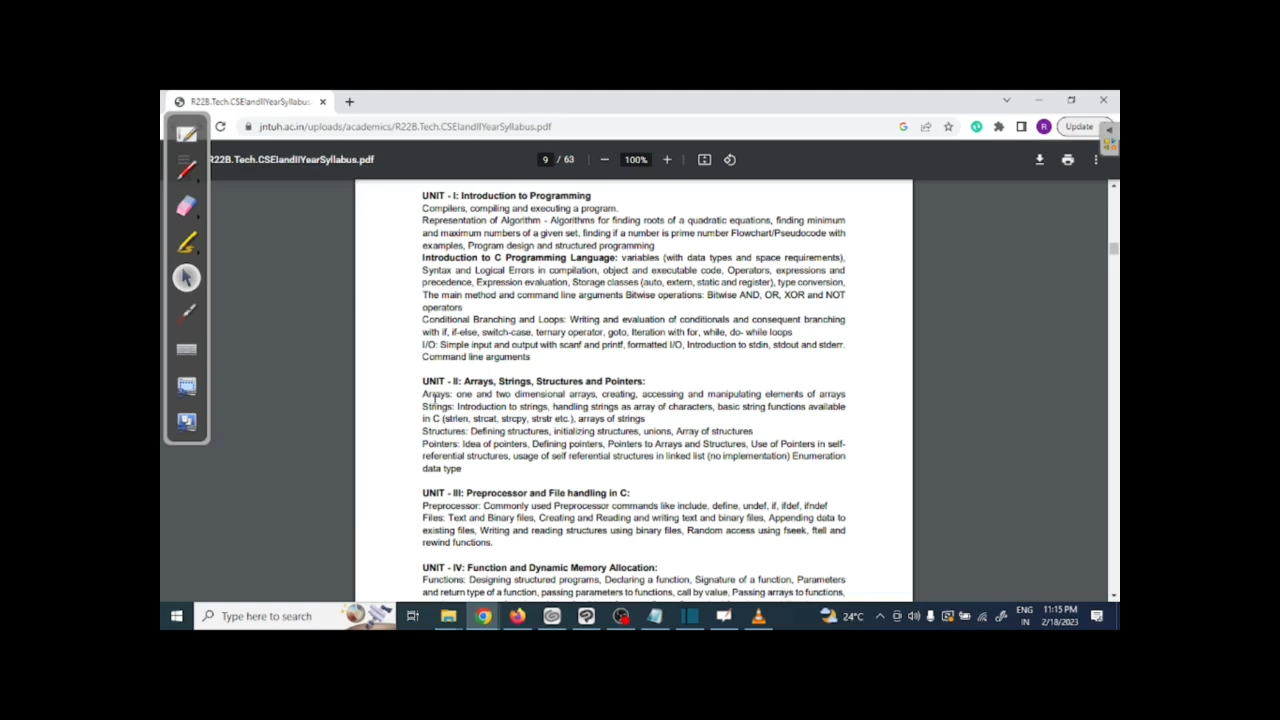 R22B.Tech.CSEIandIIYearSyllabus
jntuh.ac.in/uploads/academics/R22B.Tech.CSEIandIIYearSyllabus.pdf
R
Update
R22B.Tech.CSEIandIIYearSyllabus.pdf
9 / 63
100%
UNIT - I: Introduction to Programming
Compilers, compiling and executing a program.
Representation of Algorithm - Algorithms for finding roots of a quadratic equations, finding minimum
and maximum numbers of a given set, finding if a number is prime number Flowchart/Pseudocode with
examples, Program design and structured programming
Introduction to C Programming Language: variables (with data types and space requirements),
Syntax and Logical Errors in compilation, object and executable code, Operators, expressions and
precedence, Expression evaluation, Storage classes (auto, extern, static and register), type conversion,
The main method and command line arguments Bitwise operations: Bitwise AND, OR, XOR and NOT
operators
Conditional Branching and Loops: Writing and evaluation of conditionals and consequent branching
with if, if-else, switch-case, ternary operator, goto, Iteration with for, while, do- while loops
I/O: Simple input and output with scanf and printf, formatted I/O, Introduction to stdin, stdout and stderr.
Command line arguments
UNIT - II: Arrays, Strings, Structures and Pointers:
Arrays: one and two dimensional arrays, creating, accessing and manipulating elements of arrays
Strings: Introduction to strings, handling strings as array of characters, basic string functions available
in C (strlen, strcat, strcpy, strstr etc.), arrays of strings
Structures: Defining structures, initializing structures, unions, Array of structures
Pointers: Idea of pointers, Defining pointers, Pointers to Arrays and Structures, Use of Pointers in self-
referential structures, usage of self referential structures in linked list (no implementation) Enumeration
data type
UNIT - III: Preprocessor and File handling in C:
Preprocessor: Commonly used Preprocessor commands like include, define, undef, if, ifdef, ifndef
Files: Text and Binary files, Creating and Reading and writing text and binary files, Appending data to
existing files, Writing and reading structures using binary files, Random access using fseek, ftell and
rewind functions.
UNIT - IV: Function and Dynamic Memory Allocation:
Functions: Designing structured programs, Declaring a function, Signature of a function, Parameters
and return type of a function, passing parameters to functions, call by value, Passing arrays to functions,
Type here to search
24°C
ENG
IN
11:15 PM
2/18/2023